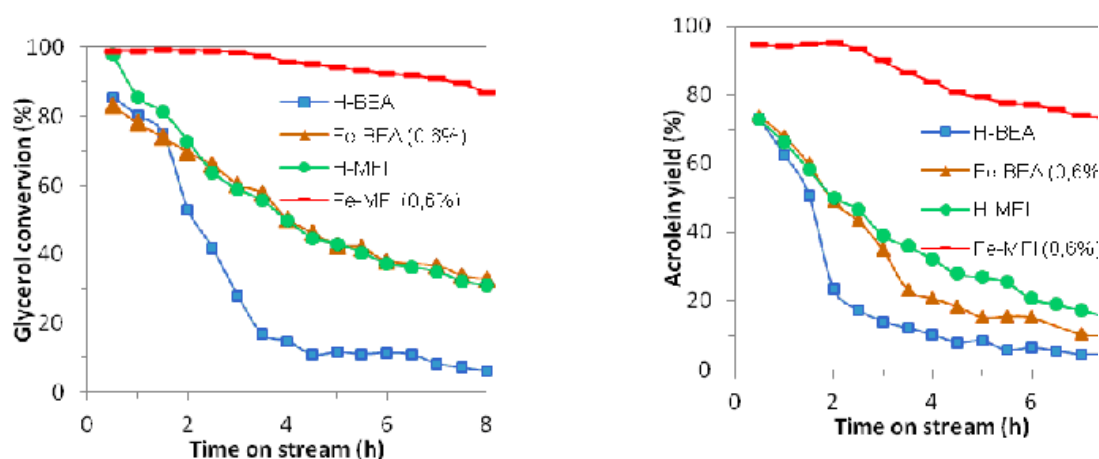 100
80
60
40
20
0
0
2
4
6
8
Glycerol convervion (%)
Time on stream (h)
H-BEA
Fe-BEA (0,6%)
H-MFI
Fe-MFI (0,6%)
100
80
60
40
20
0
0
2
4
6
Acrolein yield (%)
Time on stream (h)
H-BEA
Fe-BEA (0,6%
H-MFI
Fe-MFI (0,6%)